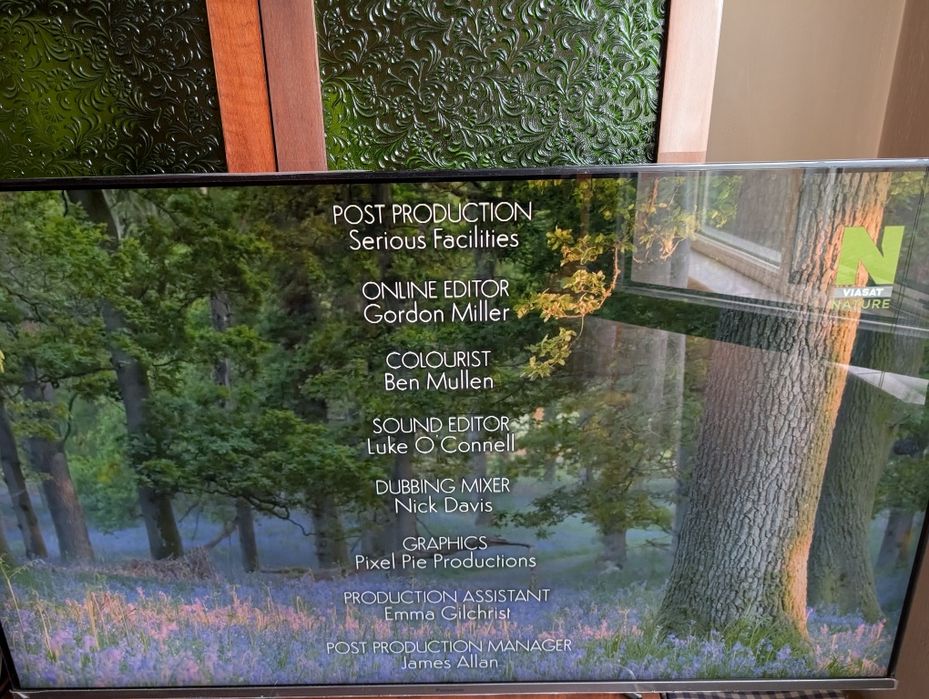 POST PRODUCTION
Serious Facilities
ONLINE EDITOR
Gordon Miller
COLOURIST
Ben Mullen
SOUND EDITOR
Luke O'Connell
DUBBING MIXER
Nick Davis
GRAPHICS
Pixel Pie Productions
PRODUCTION ASSISTANT
Emma Gilchrist
POST PRODUCTION MANAGER
James Allan
N
VIASAT
NATURE
Panasonic